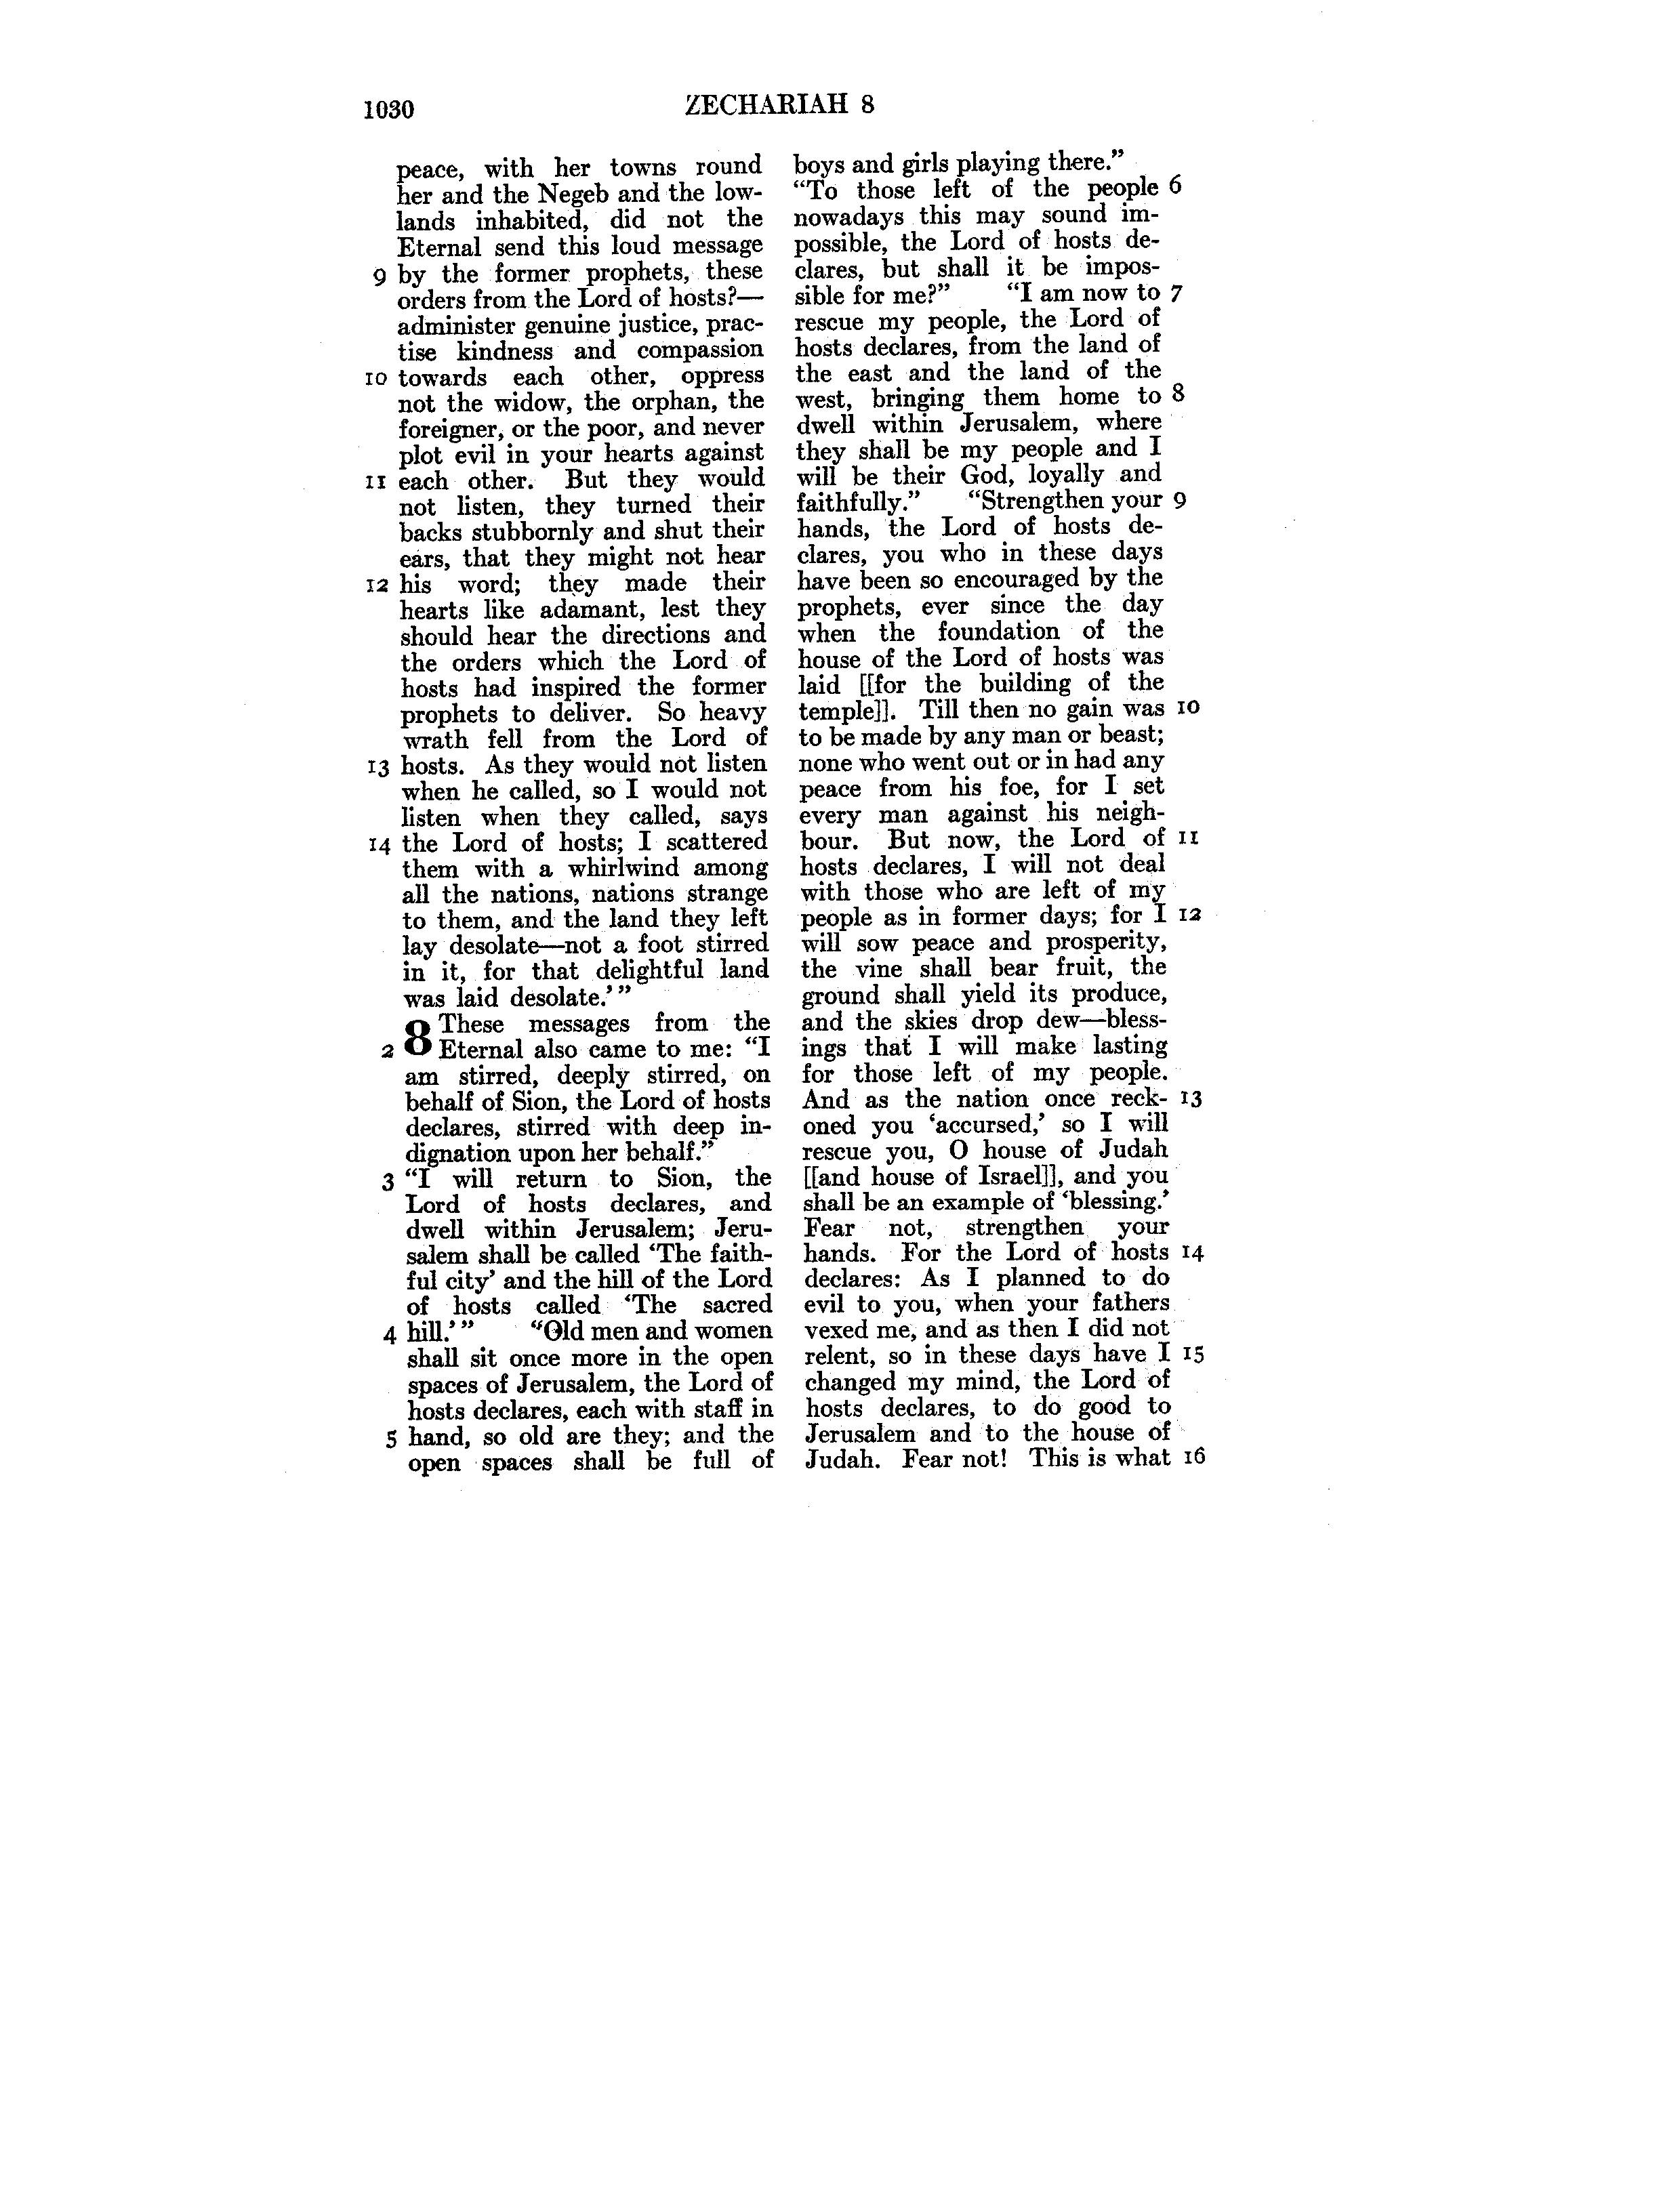 1030
ZECHARIAH 8
peace, with her towns round
her and the Negeb and the low-
lands inhabited, did not the
Eternal send this loud message
9 by the former prophets, these
orders from the Lord of hosts?—
administer genuine justice, prac-
tise kindness and compassion
10 towards each other, oppress
not the widow, the orphan, the
foreigner, or the poor, and never
plot evil in your hearts against
11 each other. But they would
not listen, they turned their
backs stubbornly and shut their
ears, that they might not hear
12 his word; they made their
hearts like adamant, lest they
should hear the directions and
the orders which the Lord of
hosts had inspired the former
prophets to deliver. So heavy
wrath fell from the Lord of
13 hosts. As they would not listen
when he called, so I would not
listen when they called, says
14 the Lord of hosts; I scattered
them with a whirlwind among
all the nations, nations strange
to them, and the land they left
lay desolate—not a foot stirred
in it, for that delightful land
was laid desolate.’”
8 These messages from the
2 Eternal also came to me: “I
am stirred, deeply stirred, on
behalf of Sion, the Lord of hosts
declares, stirred with deep in-
dignation upon her behalf.”
3 “I will return to Sion, the
Lord of hosts declares, and
dwell within Jerusalem; Jeru-
salem shall be called ‘The faith-
ful city’ and the hill of the Lord
of hosts called ‘The sacred
4 hill.’” “Old men and women
shall sit once more in the open
spaces of Jerusalem, the Lord of
hosts declares, each with staff in
5 hand, so old are they; and the
open spaces shall be full of
boys and girls playing there.”
“To those left of the people 6
nowadays this may sound im-
possible, the Lord of hosts de-
clares, but shall it be impos-
sible for me?” “I am now to 7
rescue my people, the Lord of
hosts declares, from the land of
the east and the land of the
west, bringing them home to 8
dwell within Jerusalem, where
they shall be my people and I
will be their God, loyally and
faithfully.” “Strengthen your 9
hands, the Lord of hosts de-
clares, you who in these days
have been so encouraged by the
prophets, ever since the day
when the foundation of the
house of the Lord of hosts was
laid [[for the building of the
temple]]. Till then no gain was 10
to be made by any man or beast;
none who went out or in had any
peace from his foe, for I set
every man against his neigh-
bour. But now, the Lord of 11
hosts declares, I will not deal
with those who are left of my
people as in former days; for I 12
will sow peace and prosperity,
the vine shall bear fruit, the
ground shall yield its produce,
and the skies drop dew—bless-
ings that I will make lasting
for those left of my people.
And as the nation once reck- 13
oned you ‘accursed,’ so I will
rescue you, O house of Judah
[[and house of Israel]], and you
shall be an example of ‘blessing.’
Fear not, strengthen your
hands. For the Lord of hosts 14
declares: As I planned to do
evil to you, when your fathers
vexed me, and as then I did not
relent, so in these days have I 15
changed my mind, the Lord of
hosts declares, to do good to
Jerusalem and to the house of
Judah. Fear not! This is what 16